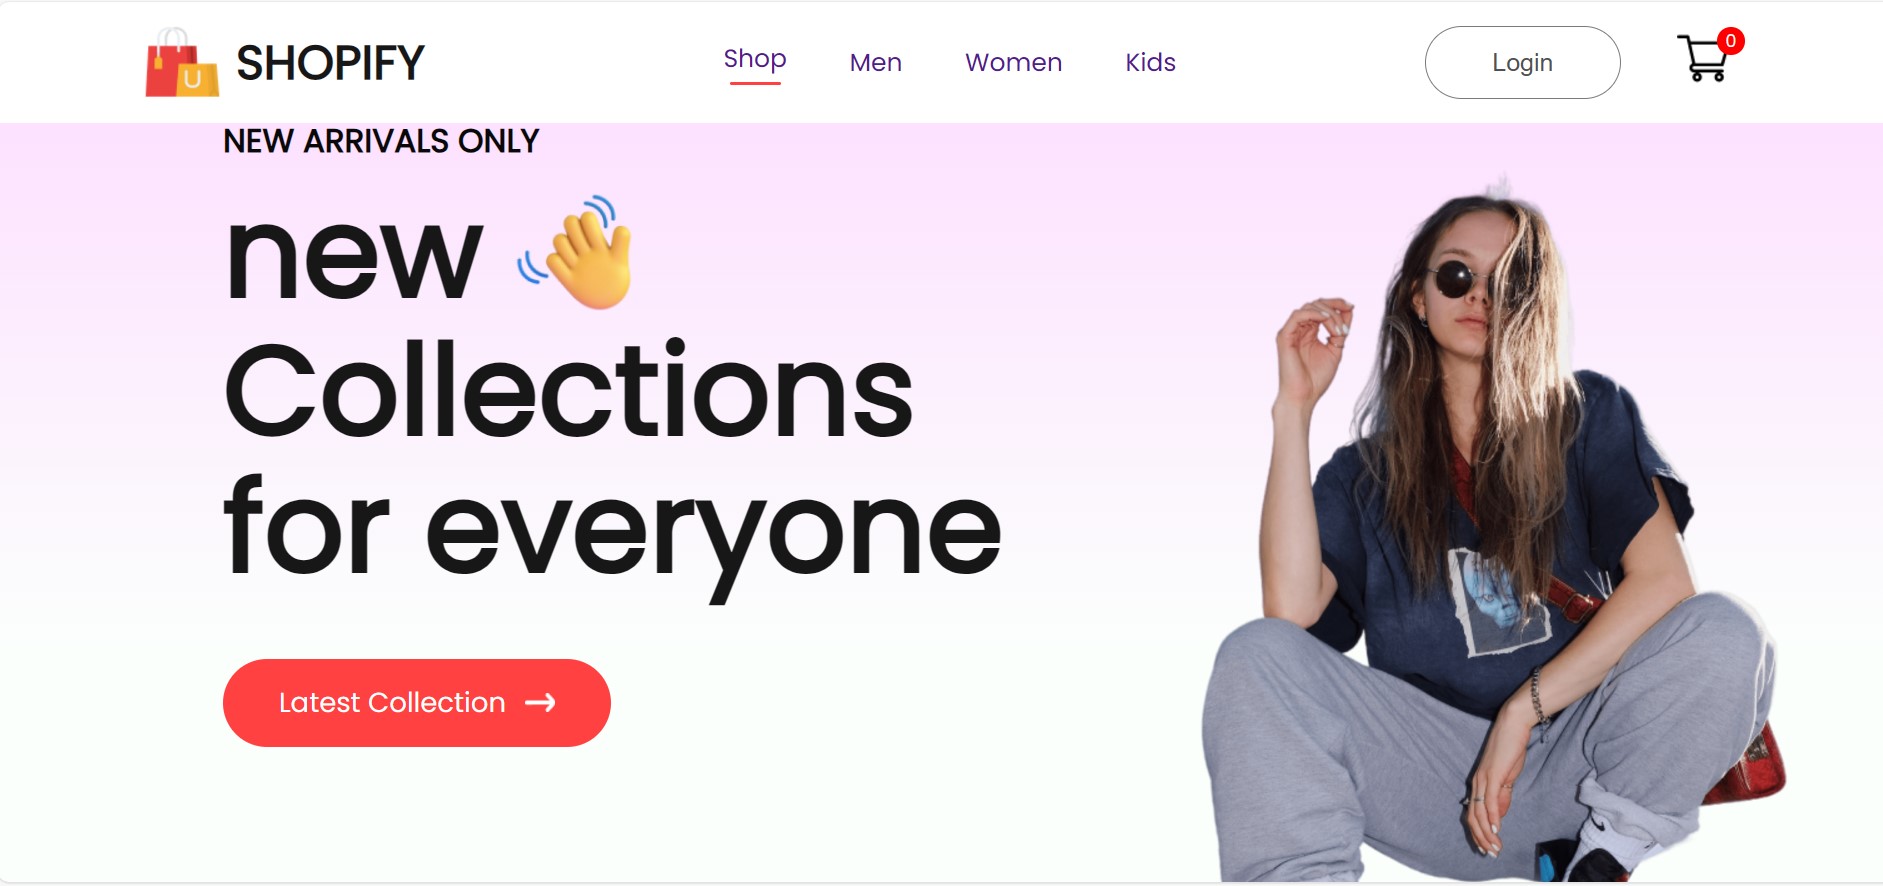 SHOPIFY
Shop
Men
Women
Kids
Login
0
NEW ARRIVALS ONLY
new 👋
Collections
for everyone
Latest Collection →